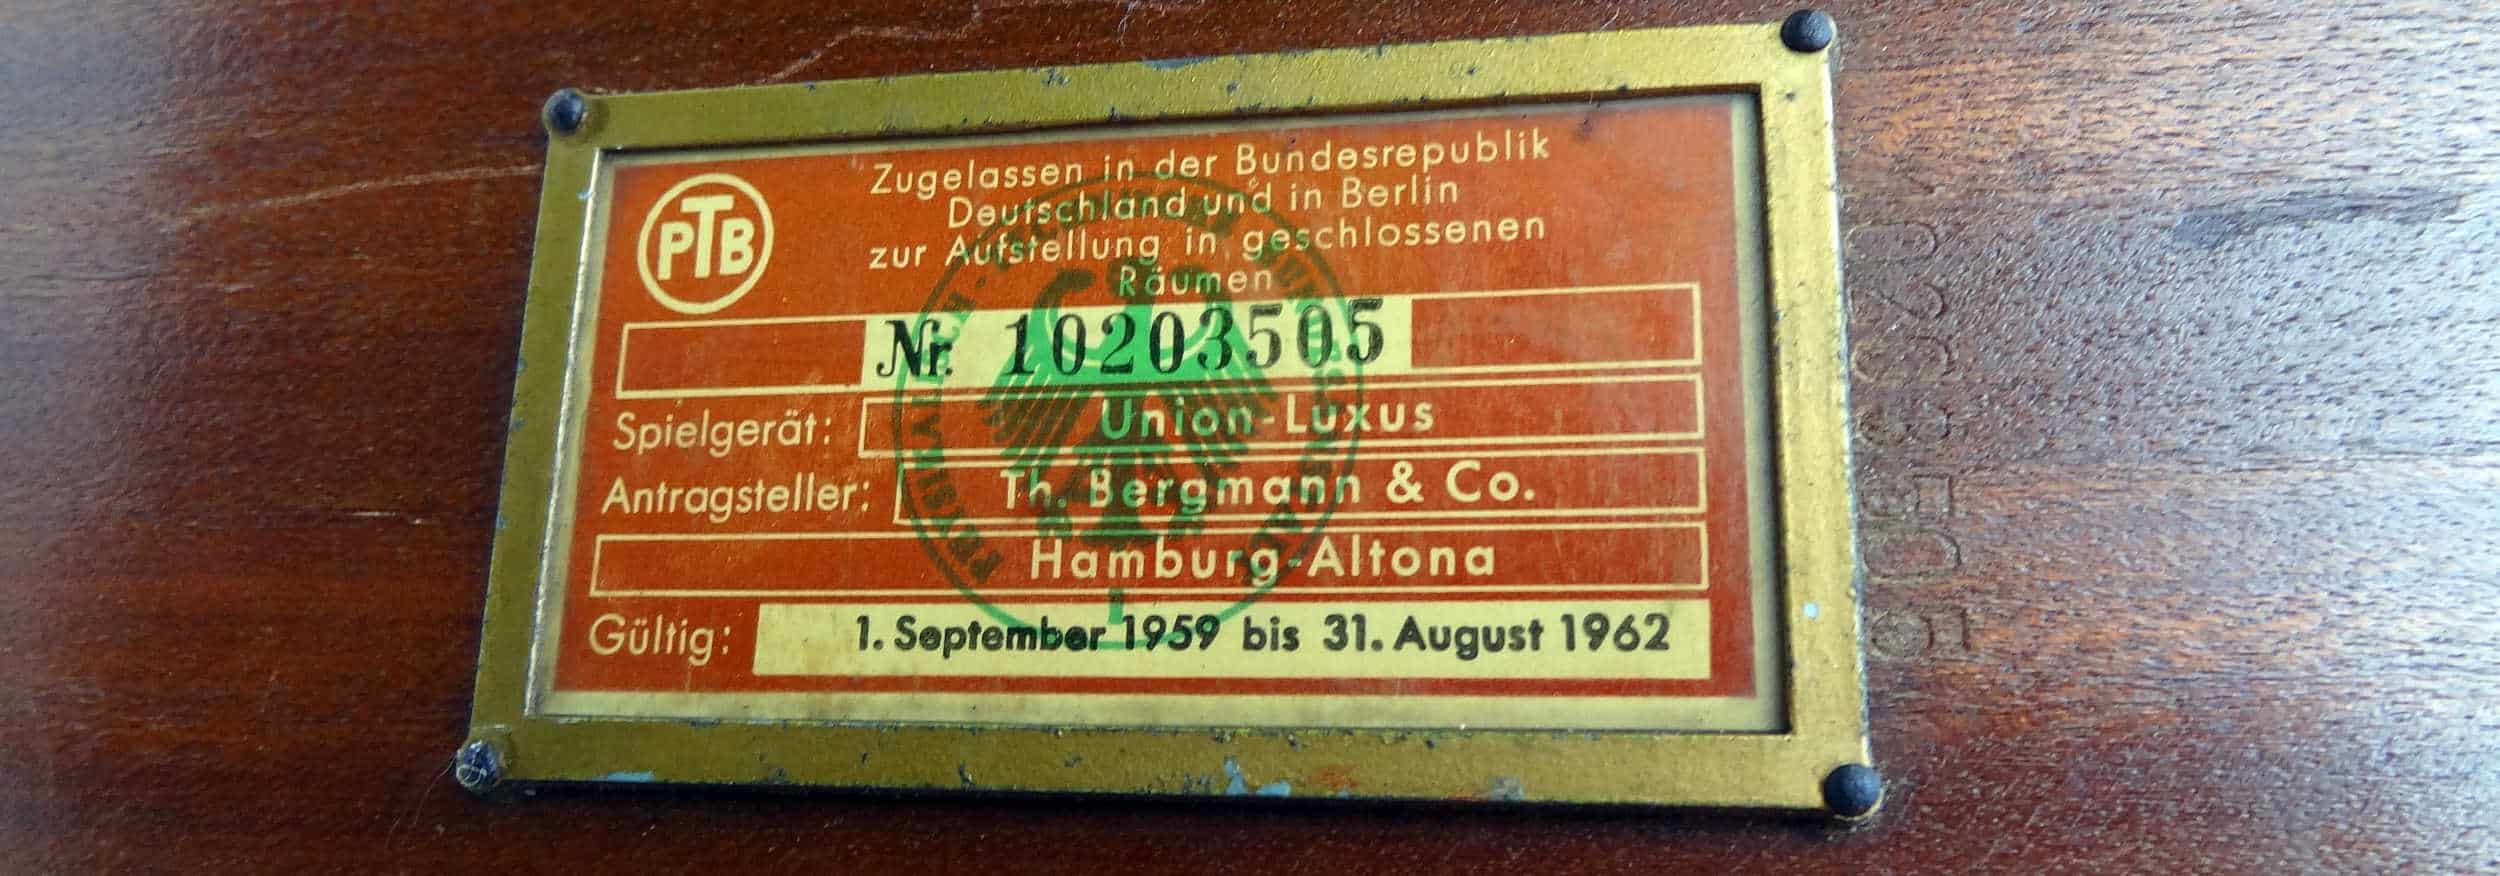 PTB
Zugelassen in der Bundesrepublik
Deutschland und in Berlin
zur Aufstellung in geschlossenen
Räumen
Nr. 10203505
Spielgerät: Union-Luxus
Antragsteller: Th. Bergmann & Co.
Hamburg-Altona
Gültig: 1. September 1959 bis 31. August 1962